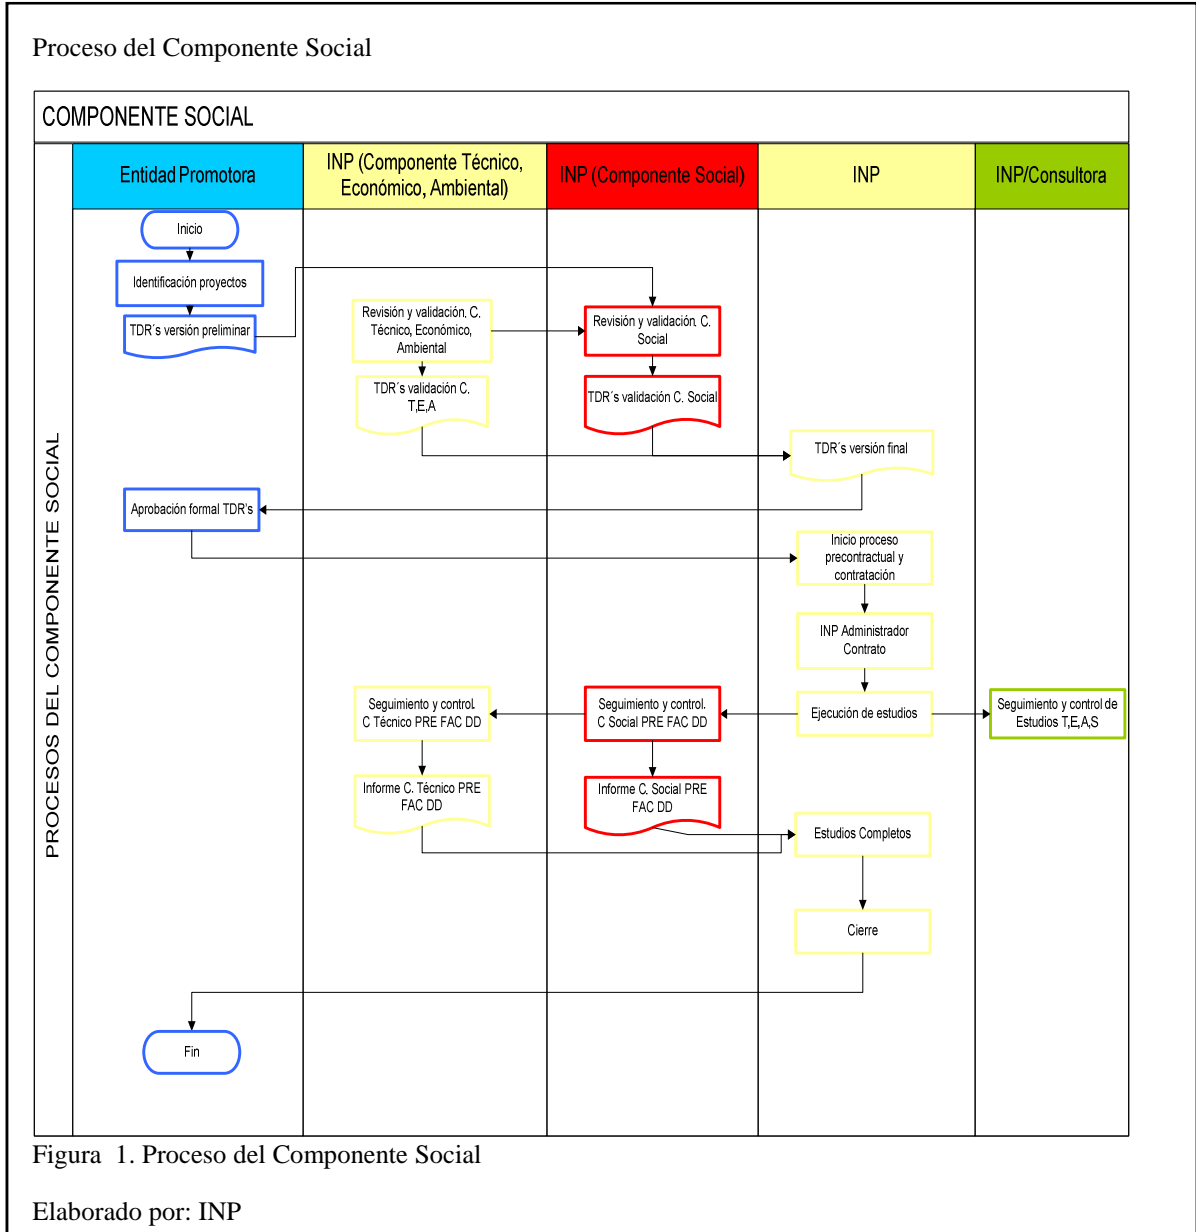 Proceso del Componente Social
COMPONENTE SOCIAL
PROCESOS DEL COMPONENTE SOCIAL
Entidad Promotora
INP (Componente Técnico,
Económico, Ambiental)
INP (Componente Social)
INP
INP/Consultora
Inicio
Identificación proyectos
TDR´s versión preliminar
Revisión y validación. C.
Técnico, Económico,
Ambiental
Revisión y validación. C.
Social
TDR´s validación C.
T,E,A
TDR´s validación C. Social
TDR´s versión final
Aprobación formal TDR's
Inicio proceso
precontractual y
contratación
INP Administrador
Contrato
Seguimiento y control.
C Técnico PRE FAC DD
Seguimiento y control.
C Social PRE FAC DD
Ejecución de estudios
Seguimiento y control de
Estudios T,E,A,S
Informe C. Técnico PRE
FAC DD
Informe C. Social PRE
FAC DD
Estudios Completos
Cierre
Fin
Figura 1. Proceso del Componente Social
Elaborado por: INP